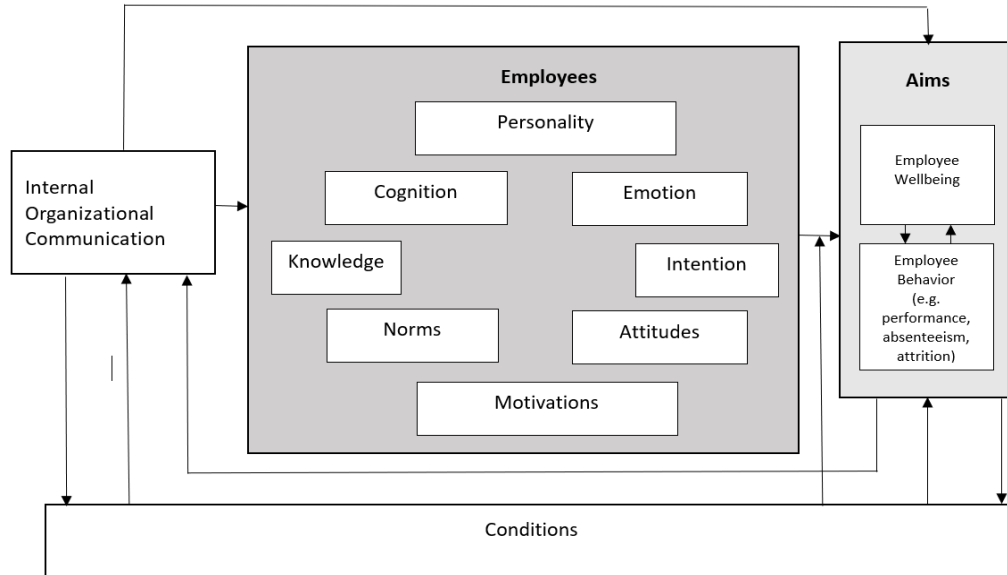 Employees
Aims
Personality
Employee
Wellbeing
Internal
Organizational
Communication
Cognition
Emotion
Knowledge
Intention
Employee
Behavior
(e.g.
performance,
absenteeism,
attrition)
Norms
Attitudes
Motivations
Conditions